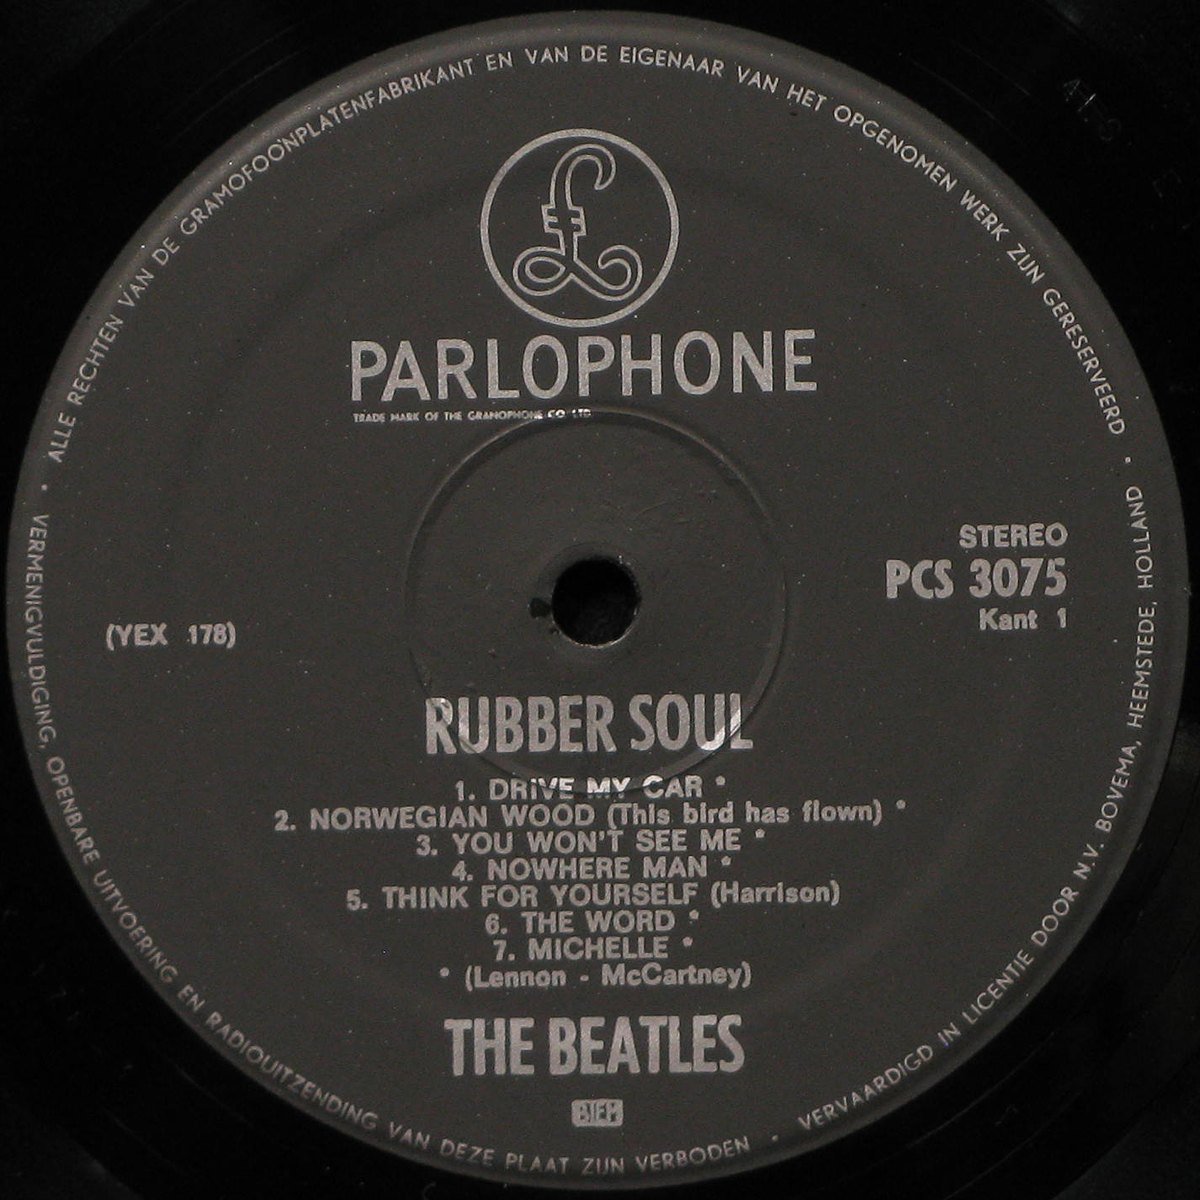 ALLE RECHTEN VAN DE GRAMOFOONPLATENFABRIKANT EN VAN DE EIGENAAR VAN HET OPGENOMEN WERK ZIJN GERESERVEERD •
£
PARLOPHONE
TRADE MARK OF THE GRAMOPHONE CO LTD
STEREO
PCS 3075
Kant 1
(YEX 178)
RUBBER SOUL
1. DRIVE MY CAR *
2. NORWEGIAN WOOD (This bird has flown) *
3. YOU WON'T SEE ME *
4. NOWHERE MAN *
5. THINK FOR YOURSELF (Harrison)
6. THE WORD *
7. MICHELLE *
* (Lennon - McCartney)
THE BEATLES
BIEM
VERMENIGVULDIGING, OPENBARE UITVOERING EN RADIOUITZENDING VAN DEZE PLAAT ZIJN VERBODEN •
VERVAARDIGD IN LICENTIE DOOR N.V. BOVEMA, HEEMSTEDE, HOLLAND •